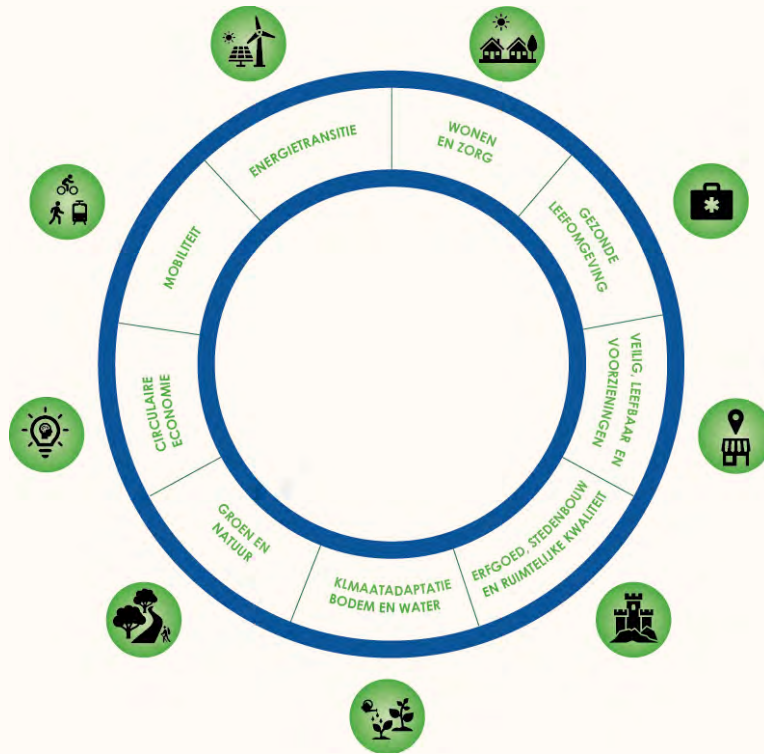 WONEN
EN ZORG
GEZONDE
LEEFOMGEVING
VEILIG, LEEFBAAR EN
VOORZIENINGEN
ERFGOED, STEDENBOUW
EN RUIMTELIJKE KWALITEIT
KLMAATADAPTATIE
BODEM EN WATER
GROEN EN
NATUUR
CIRCULAIRE
ECONOMIE
MOBILITEIT
ENERGIETRANSITIE